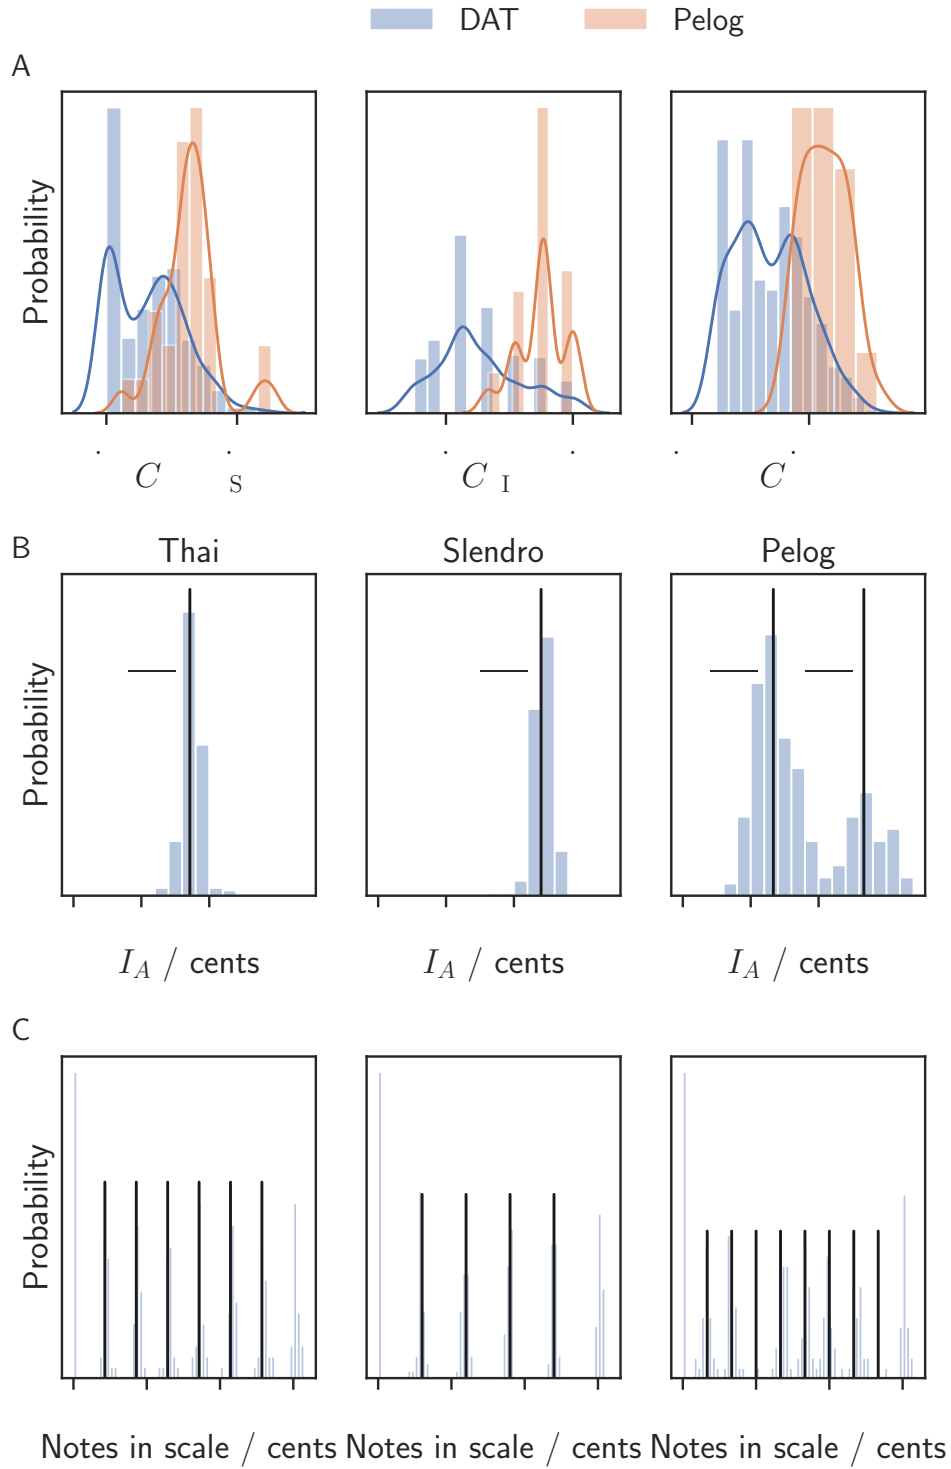 DAT Pelog
A
Probability
C S
C I
C
B
Thai Slendro Pelog
Probability
I_A / cents I_A / cents I_A / cents
C
Probability
Notes in scale / cents Notes in scale / cents Notes in scale / cents